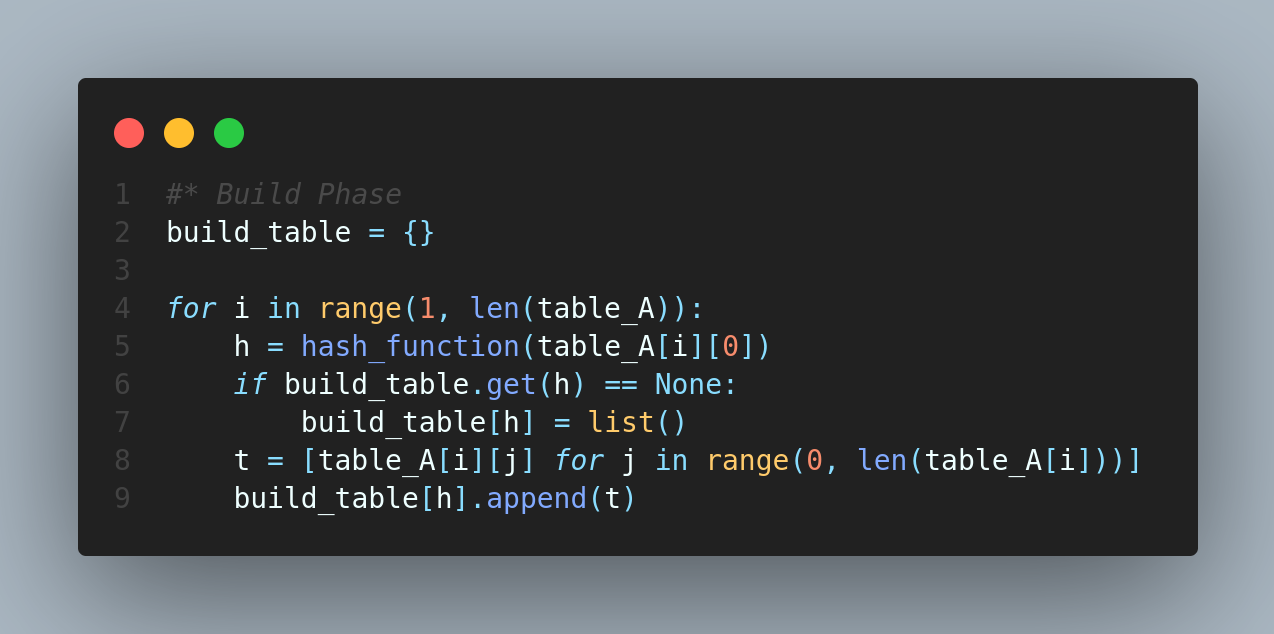 1 #* Build Phase
2 build_table = {}
3
4 for i in range(1, len(table_A)):
5     h = hash_function(table_A[i][0])
6     if build_table.get(h) == None:
7         build_table[h] = list()
8     t = [table_A[i][j] for j in range(0, len(table_A[i]))]
9     build_table[h].append(t)